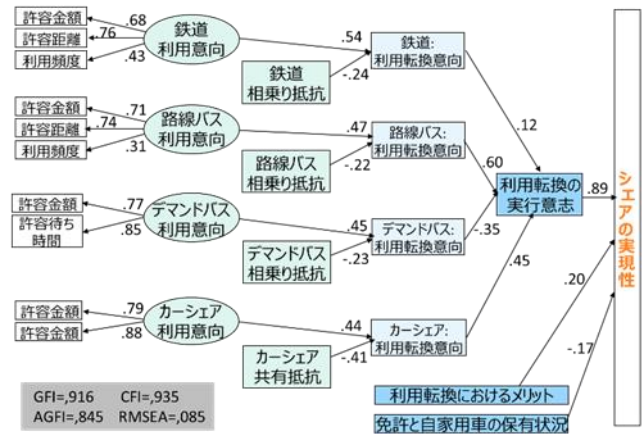 許容金額
.68
許容距離
.76
利用頻度
.43
鉄道
利用意向
.54
鉄道:
利用転換意向
鉄道
相乗り抵抗
-.24
.12
許容金額
.71
許容距離
.74
利用頻度
.31
路線バス
利用意向
.47
路線バス:
利用転換意向
路線バス
相乗り抵抗
-.22
.60
利用転換の
実行意志
.89
シェアの実現性
許容金額
.77
許容待ち
時間
.85
デマンドバス
利用意向
.45
デマンドバス:
利用転換意向
-.35
デマンドバス
相乗り抵抗
-.23
.45
許容金額
.79
許容金額
.88
カーシェア
利用意向
.44
カーシェア:
利用転換意向
カーシェア
共有抵抗
-.41
.20
-.17
利用転換におけるメリット
免許と自家用車の保有状況
GFI=,916 CFI=,935
AGFI=,845 RMSEA=,085